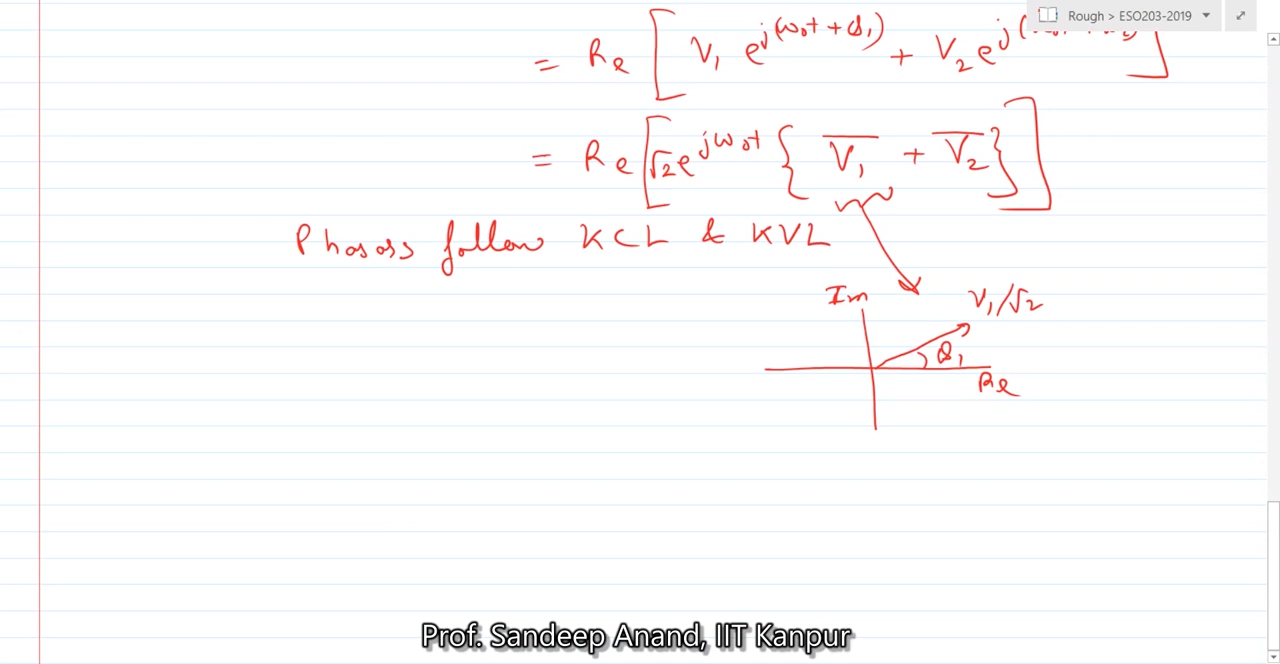 Rough > ESO203-2019
= Re [ V₁ e^j(ω₀t + θ₁) + V₂ e^j(
= Re [ √2 e^jω₀t { V̅₁ + V̅₂ } ]
Phasors follow KCL & KVL
Im
V₁/√2
θ₁
Re
Prof. Sandeep Anand, IIT Kanpur